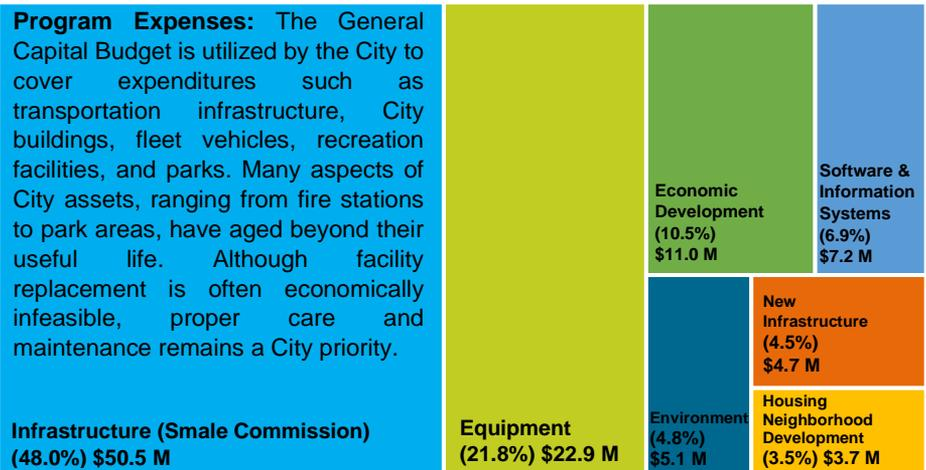 Program Expenses: The General
Capital Budget is utilized by the City to
cover expenditures such as
transportation infrastructure, City
buildings, fleet vehicles, recreation
facilities, and parks. Many aspects of
City assets, ranging from fire stations
to park areas, have aged beyond their
useful life. Although facility
replacement is often economically
infeasible, proper care and
maintenance remains a City priority.
Infrastructure (Smale Commission)
(48.0%) $50.5 M
Equipment
(21.8%) $22.9 M
Economic
Development
(10.5%)
$11.0 M
Software &
Information
Systems
(6.9%)
$7.2 M
Environment
(4.8%)
$5.1 M
New
Infrastructure
(4.5%)
$4.7 M
Housing
Neighborhood
Development
(3.5%) $3.7 M